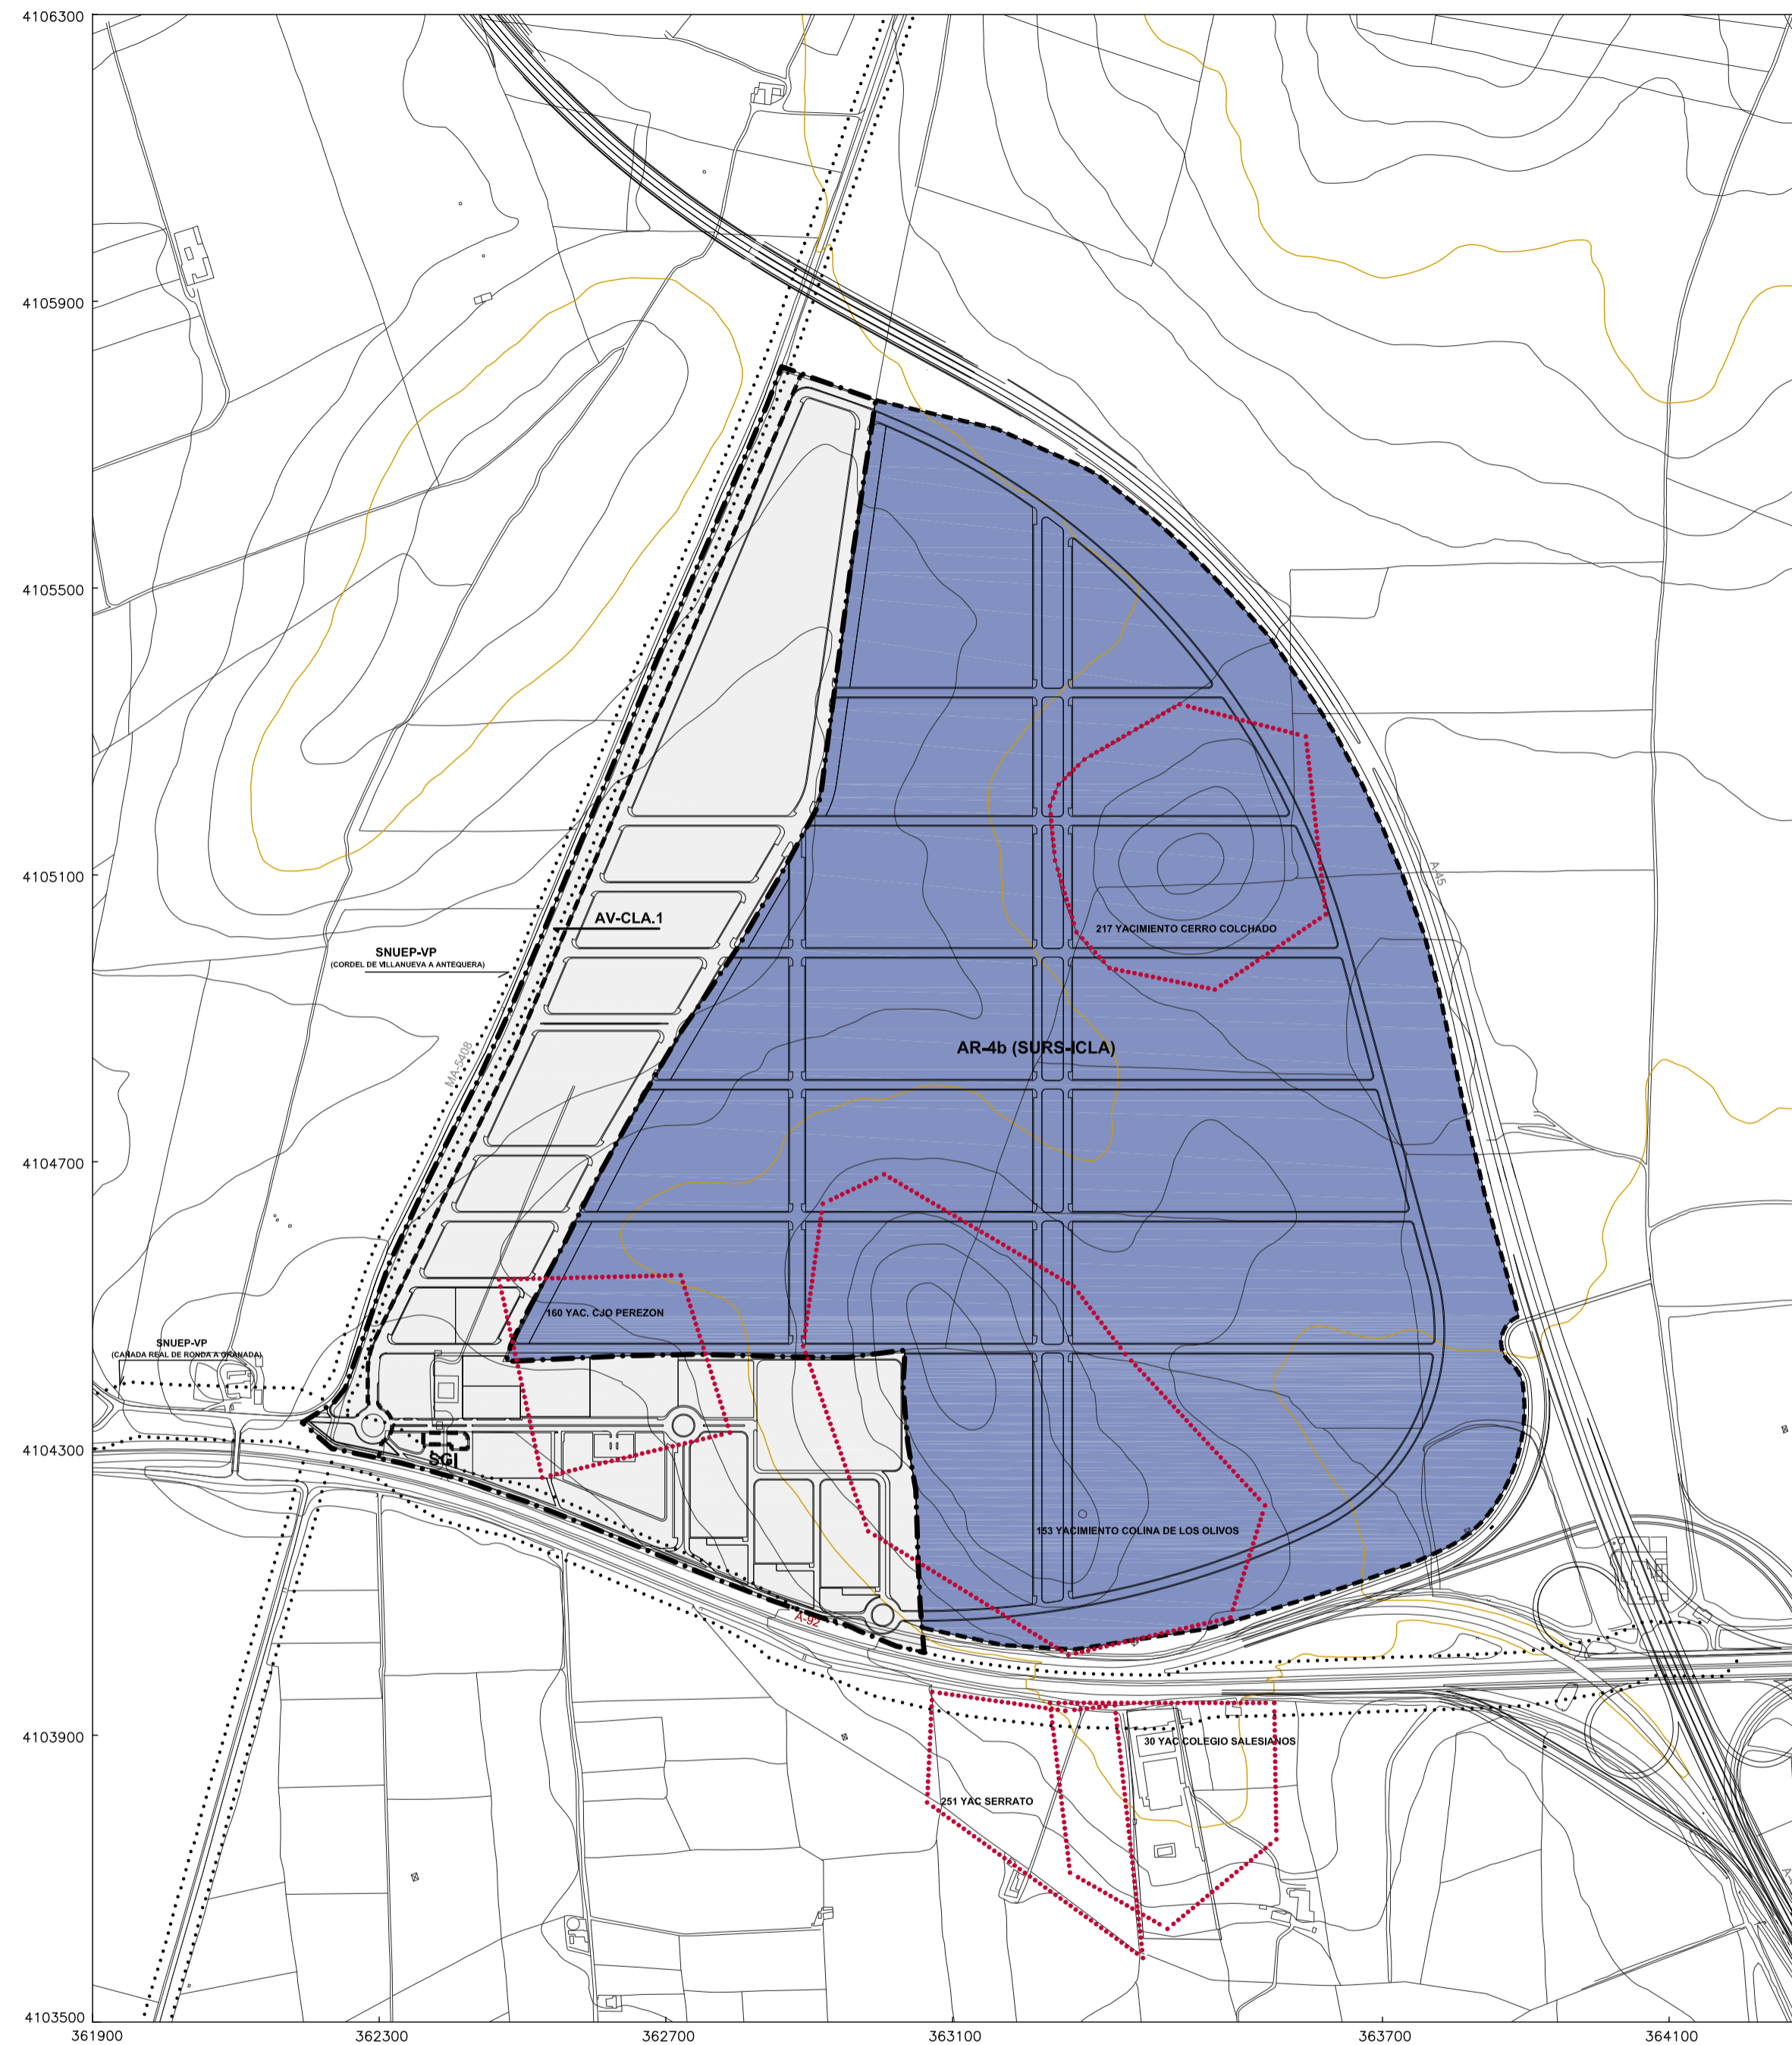 4106300
4105900
4105500
4105100
A-45
AV-CLA.1
217 YACIMIENTO CERRO COLCHADO
SNUEP-VP
(CORDEL DE VILLANUEVA A ANTEQUERA)
MA-5408
AR-4b (SURS-ICLA)
4104700
160 YAC. CJO PEREZON
SNUEP-VP
(CAÑADA REAL DE RONDA A GRANADA)
4104300
SGI
153 YACIMIENTO COLINA DE LOS OLIVOS
A-92
4103900
30 YAC COLEGIO SALESIANOS
251 YAC SERRATO
4103500
361900 362300 362700 363100 363700 364100